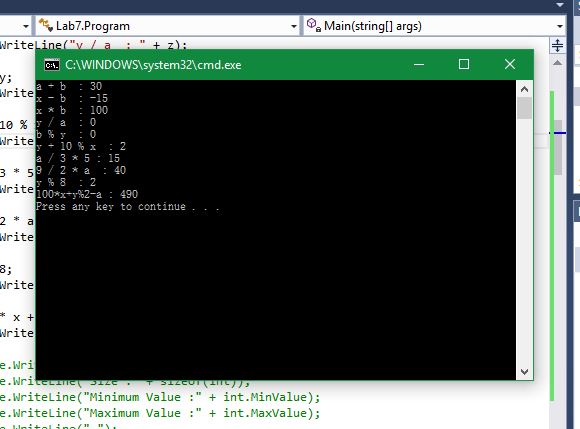 Lab7.Program
Main(string[] args)
WriteLine("y / a  : " + z);
C:\WINDOWS\system32\cmd.exe
a + b  : 30
x - b  : -15
x * b  : 100
y / a  : 0
b % y  : 0
y + 10 % x  : 2
a / 3 * 5 : 15
9 / 2 * a  : 40
y % 8  : 2
100*x+y%2-a : 490
Press any key to continue . . .
y;
Write
10 %
Write
3 * 5
Write
2 * a
Write
8;
Write
* x +
Write
e.Wri
e.WriteLine("Size :" + sizeof(int));
e.WriteLine("Minimum Value :" + int.MinValue);
e.WriteLine("Maximum Value :" + int.MaxValue);